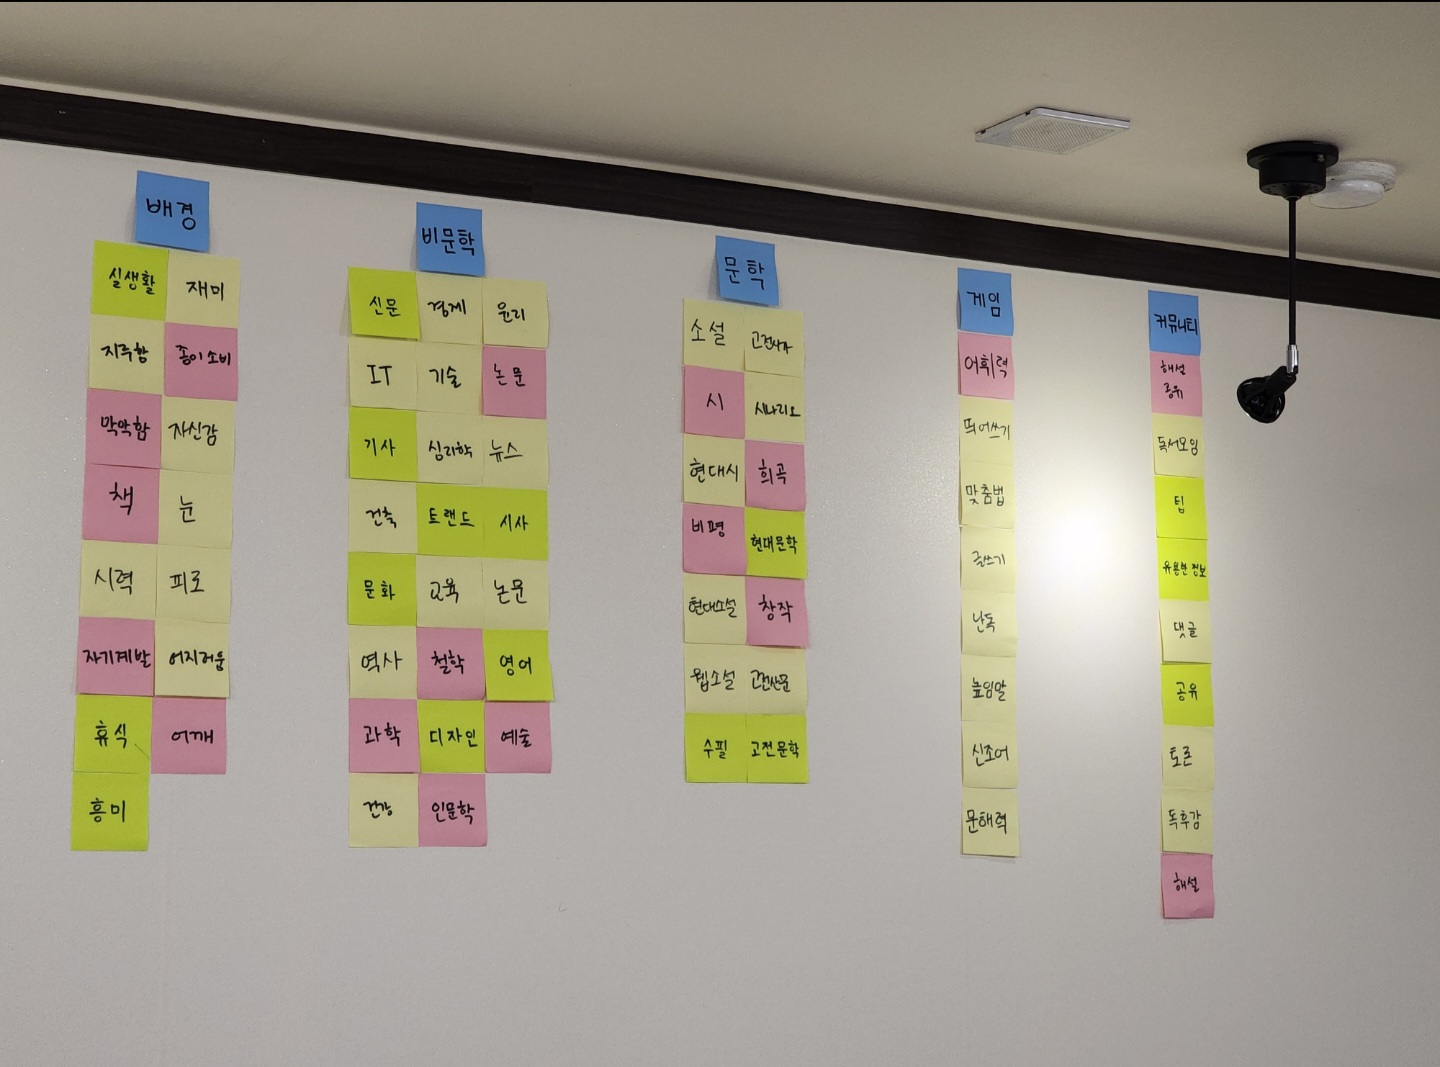 배경
실생활
재미
지루함
종이 소비
막막함
자신감
책
눈
시력
피로
자기계발
어지러움
휴식
어깨
흥미
비문학
신문
경제
윤리
IT
기술
논문
기사
심리학
뉴스
건축
트랜드
시사
문화
교육
논문
역사
철학
영어
과학
디자인
예술
건강
인문학
문학
소설
고전시가
시
시나리오
현대시
희곡
비평
현대문학
현대소설
창작
웹소설
고전산문
수필
고전문학
게임
어휘력
띄어쓰기
맞춤법
글쓰기
난독
높임말
신조어
문해력
커뮤니티
해설
공유
독서모임
팁
유용한 정보
댓글
공유
토론
독후감
해설